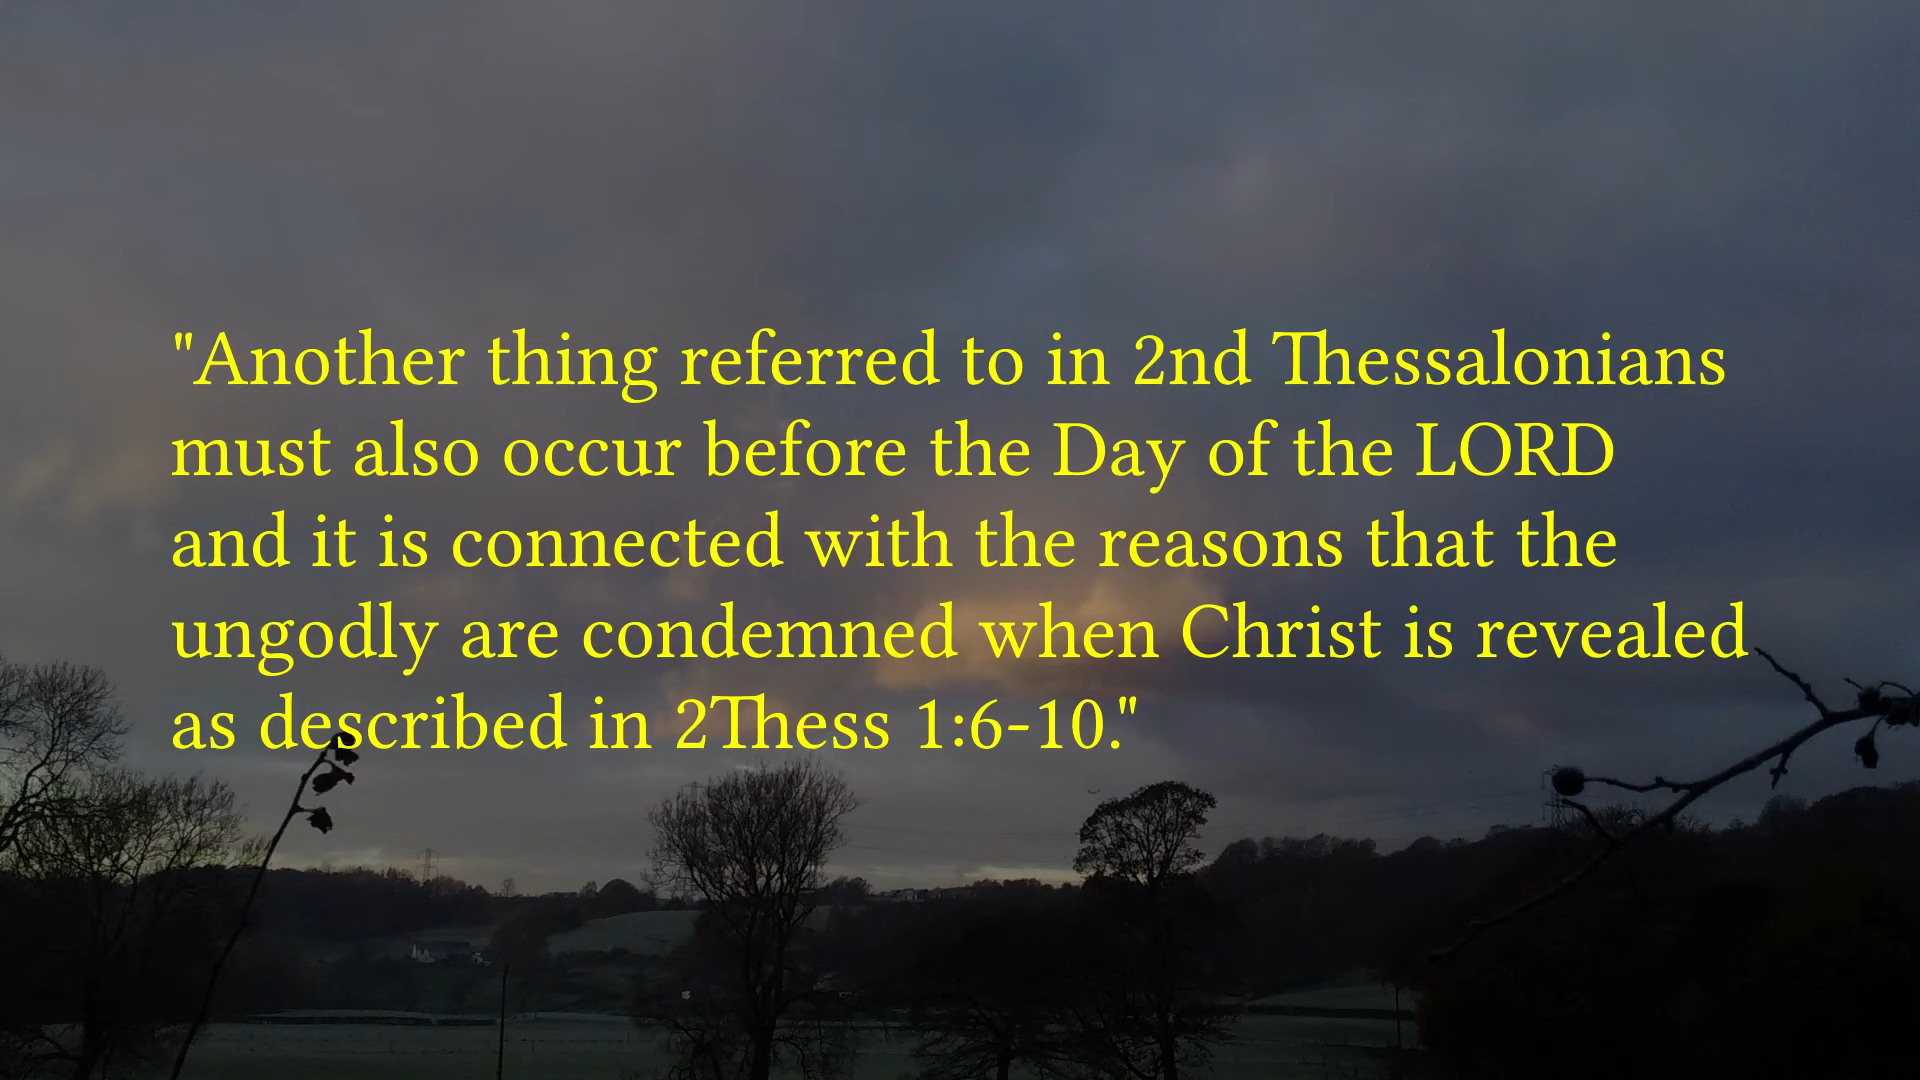 "Another thing referred to in 2nd Thessalonians
must also occur before the Day of the LORD
and it is connected with the reasons that the
ungodly are condemned when Christ is revealed
as described in 2Thess 1:6-10."